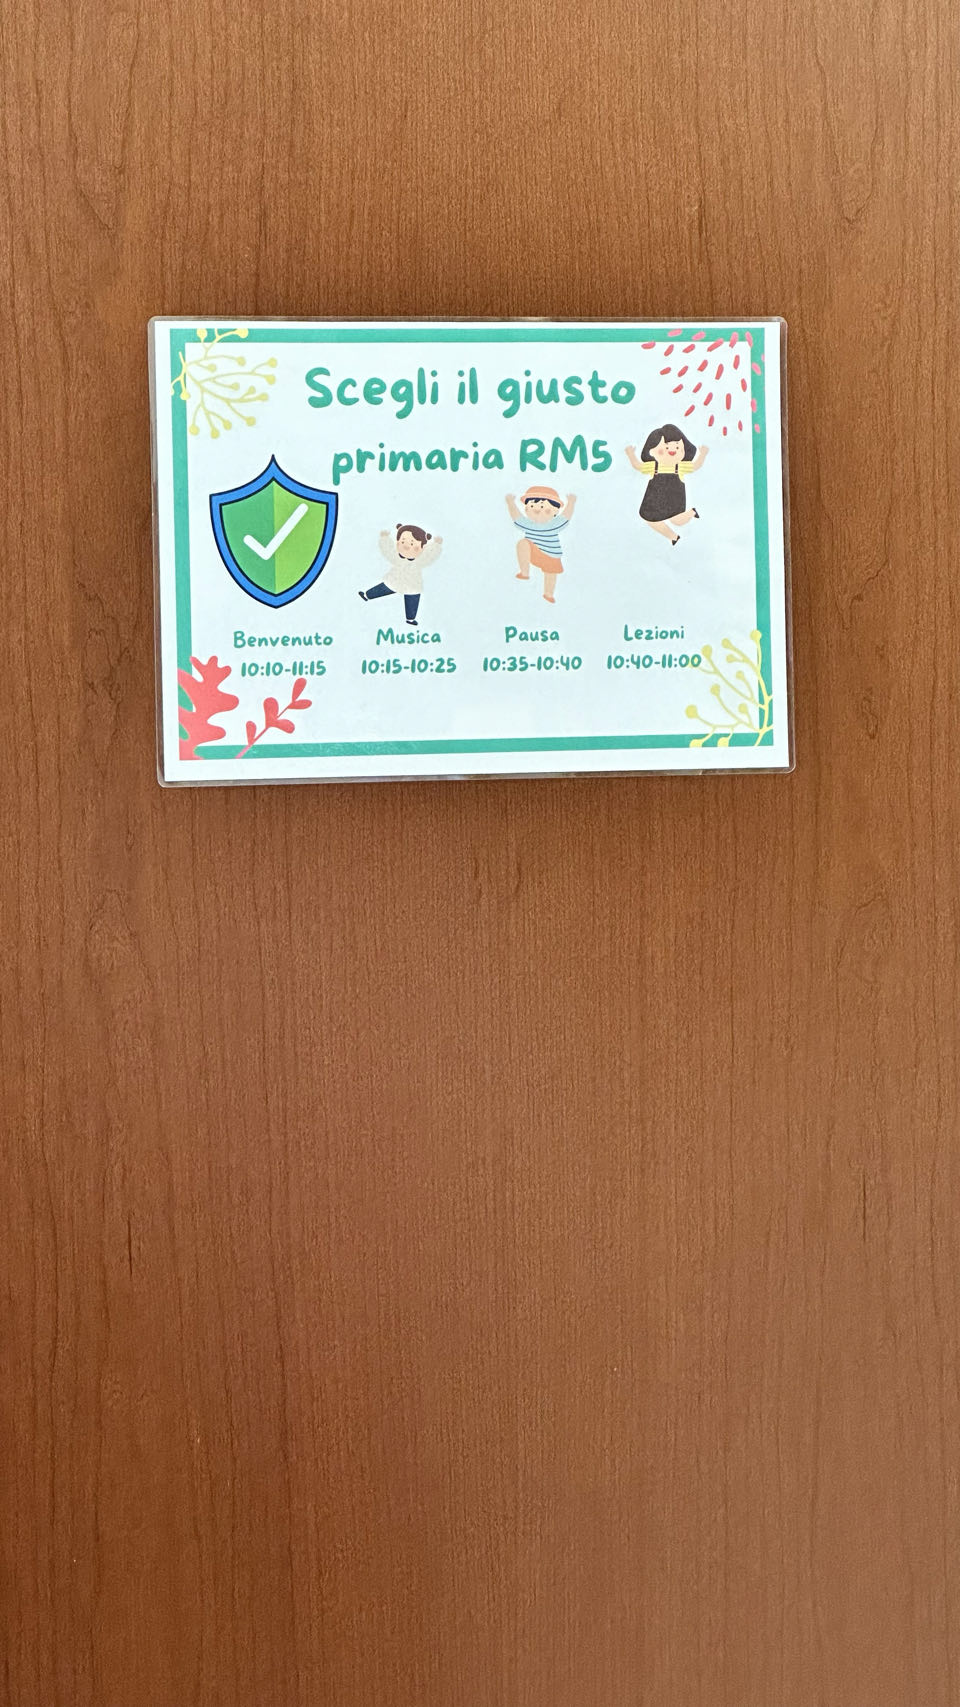 Scegli il giusto
primaria RM5
Benvenuto Musica Pausa Lezioni
10:10-11:15 10:15-10:25 10:35-10:40 10:40-11:00